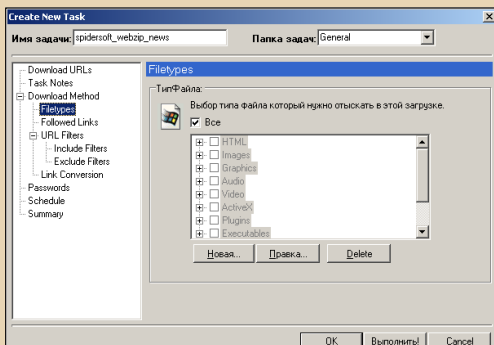 Create New Task
Имя задачи: spidersoft_webzip_news Папка задач: General
Download URLs
Task Notes
Download Method
Filetypes
Followed Links
URL Filters
Include Filters
Exclude Filters
Link Conversion
Passwords
Schedule
Summary
Filetypes
ТипФайла:
Выбор типа файла который нужно отыскать в этой загрузке.
Все
HTML
Images
Graphics
Audio
Video
ActiveX
Plugins
Executables
Новая... Правка... Delete
OK Выполнить! Cancel